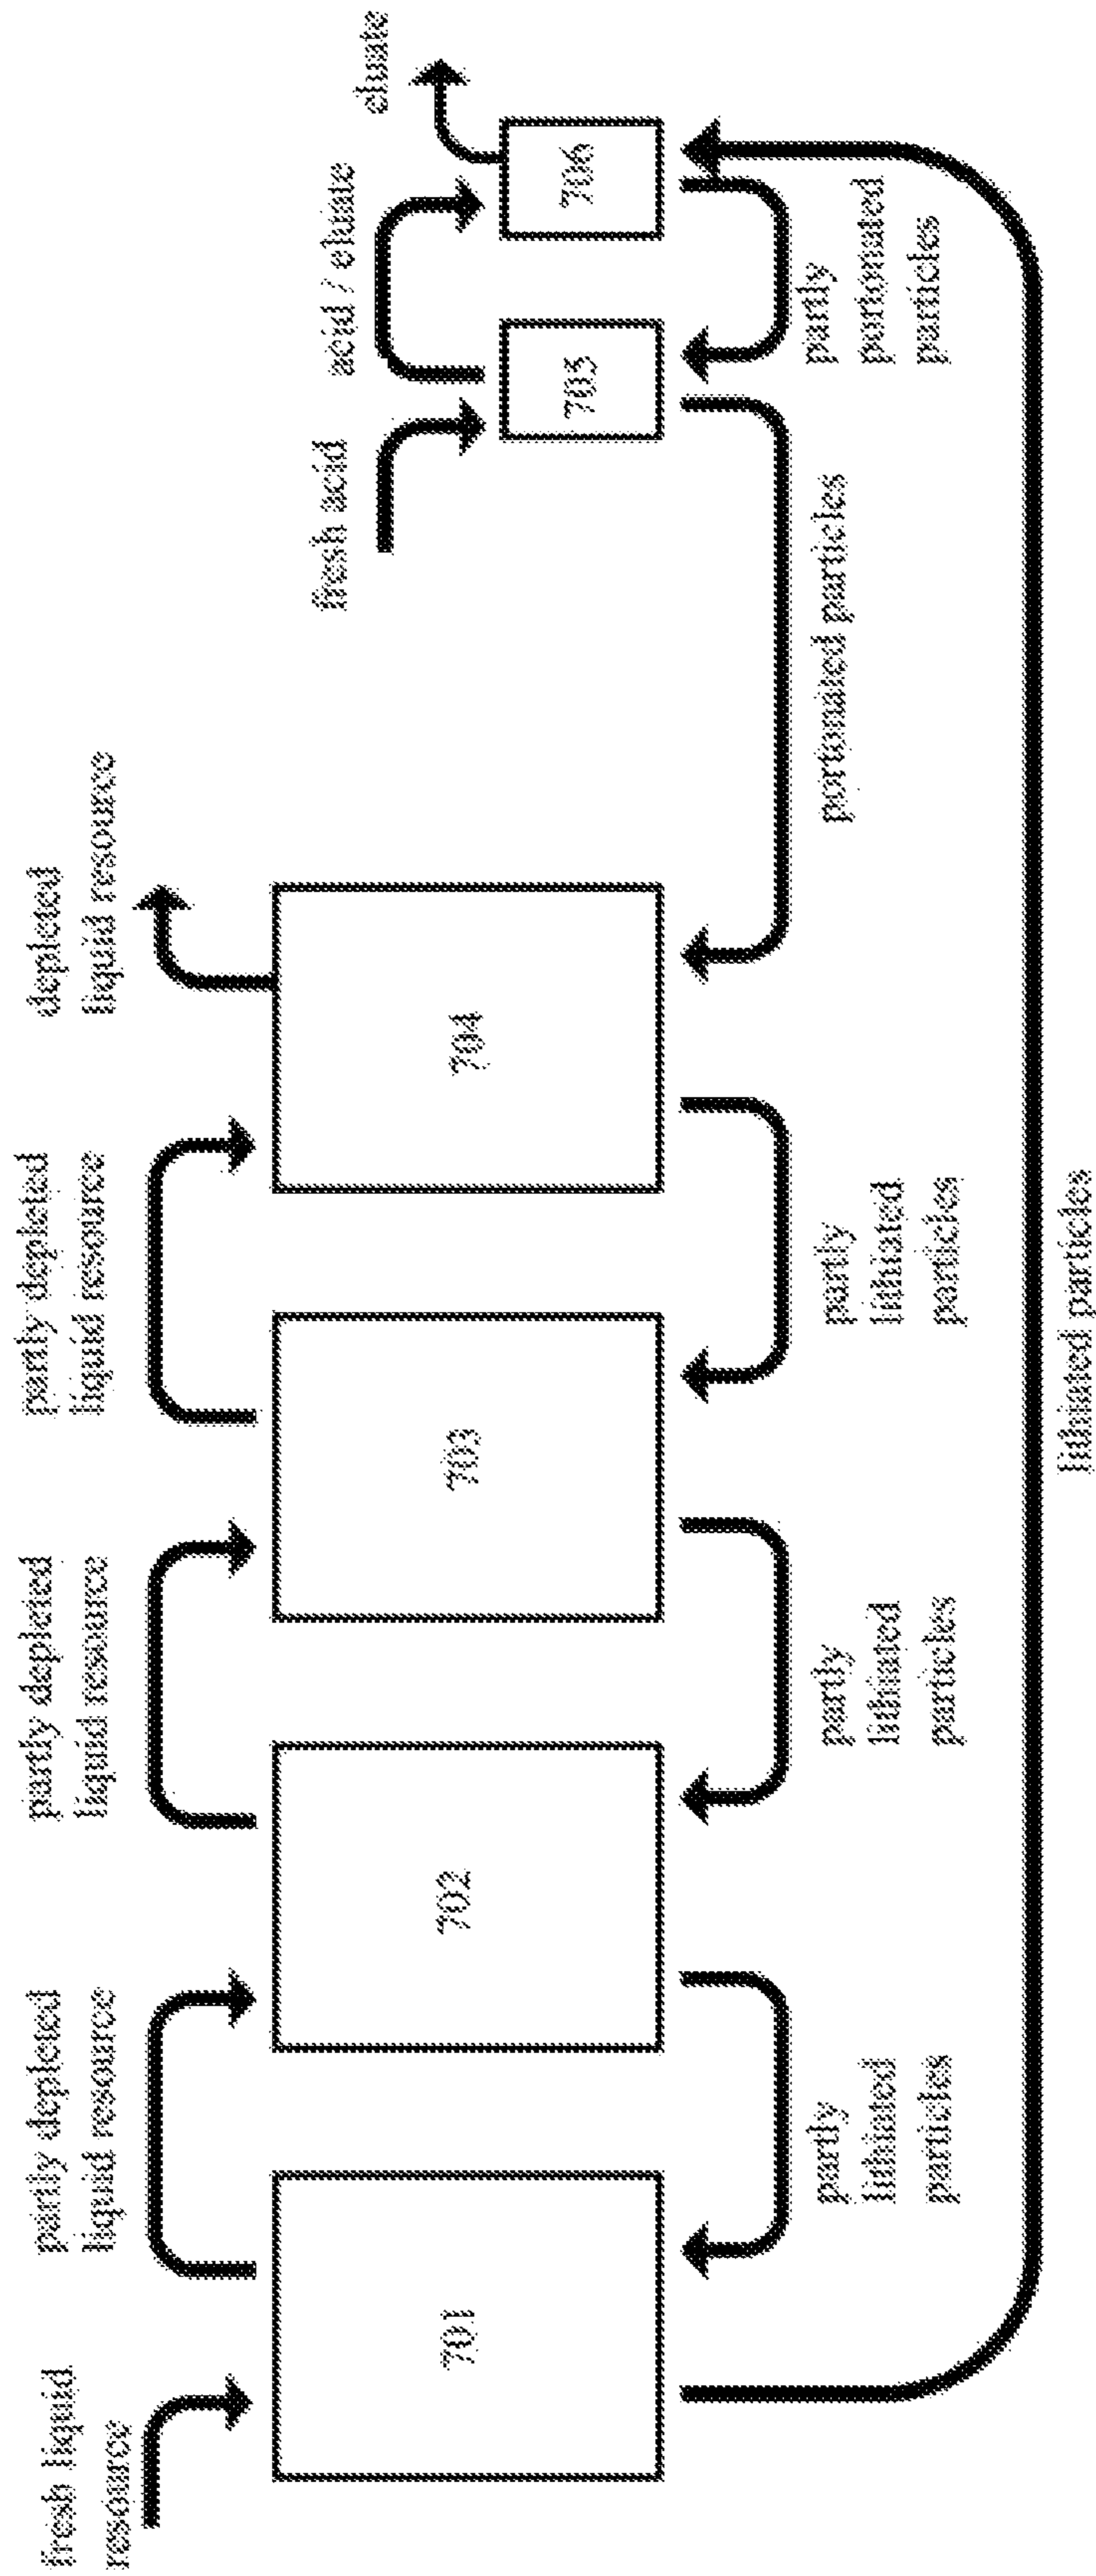 fresh liquid
resource
partly depleted
liquid resource
partly depleted
liquid resource
partly depleted
liquid resource
depleted
liquid resource
fresh acid
acid / eluate
eluate
701
702
703
704
705
706
partly
lithiated
particles
partly
lithiated
particles
partly
lithiated
particles
portonated particles
partly
portonated
particles
lithiated particles